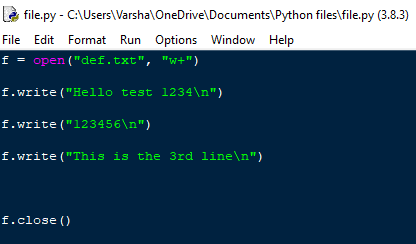 file.py - C:\Users\Varsha\OneDrive\Documents\Python files\file.py (3.8.3)
File Edit Format Run Options Window Help
f = open("def.txt", "w+")
f.write("Hello test 1234\n")
f.write("123456\n")
f.write("This is the 3rd line\n")
f.close()